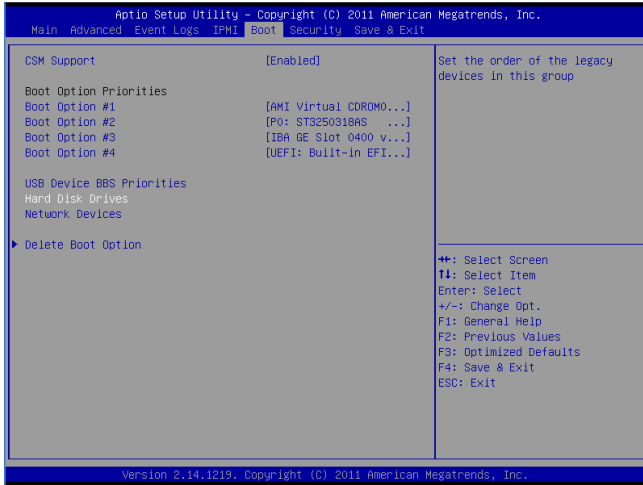 Aptio Setup Utility – Copyright (C) 2011 American Megatrends, Inc.
Main Advanced Event Logs IPMI Boot Security Save & Exit
CSM Support [Enabled]
Boot Option Priorities
Boot Option #1 [AMI Virtual CDROM0...]
Boot Option #2 [P0: ST3250318AS ...]
Boot Option #3 [IBA GE Slot 0400 v...]
Boot Option #4 [UEFI: Built-in EFI...]
USB Device BBS Priorities
Hard Disk Drives
Network Devices
Delete Boot Option
Set the order of the legacy
devices in this group
→←: Select Screen
↑↓: Select Item
Enter: Select
+/-: Change Opt.
F1: General Help
F2: Previous Values
F3: Optimized Defaults
F4: Save & Exit
ESC: Exit
Version 2.14.1219. Copyright (C) 2011 American Megatrends, Inc.